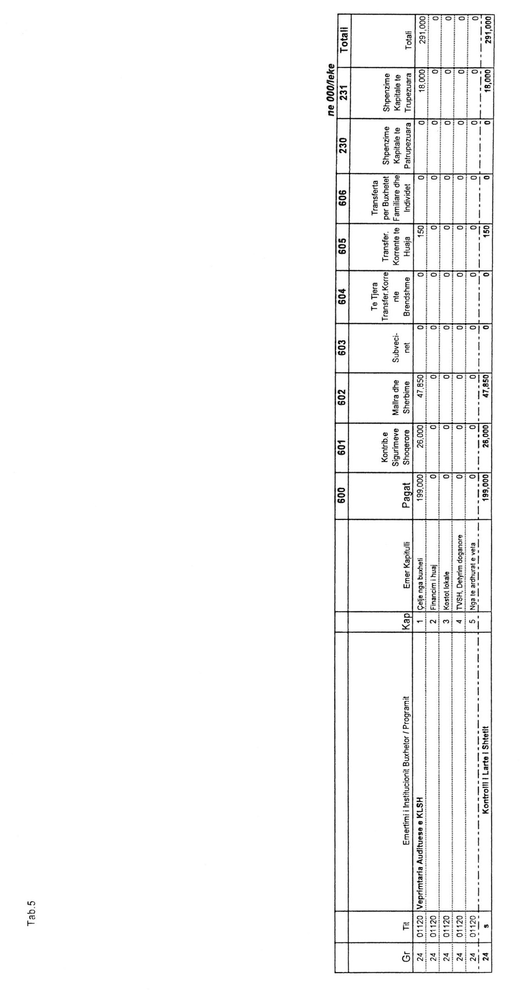 Tab.5
ne 000/leke
600 601 602 603 604 605 606 230 231 Totali
Gr Tit Emertimi i Institucionit Buxhetor / Programit Kap Emer Kapitulli Pagat Kontrib.e Sigurimeve Shoqerore Mallra dhe Sherbime Subveci-net Te Tjera Transfer.Korrente Brendshme Transfer. Korrente te Huaja Transferta per Buxhetet Familiare dhe Individet Shpenzime Kapitale te Patrupezuara Shpenzime Kapitale te Trupezuara Totali
24 01120 Veprimtaria Audituese e KLSH 1 Çelje nga buxheti 199,000 26,000 47,850 0 0 150 0 0 18,000 291,000
24 01120 2 Financim i huaj 0 0 0 0 0 0 0 0 0 0
24 01120 3 Kostot lokale 0 0 0 0 0 0 0 0 0 0
24 01120 4 TVSH, Detyrim doganore 0 0 0 0 0 0 0 0 0 0
24 01120 5 Nga te ardhurat e veta 0 0 0 0 0 0 0 0 0 0
24 s Kontrolli i Larte i Shtetit 199,000 26,000 47,850 0 0 150 0 0 18,000 291,000